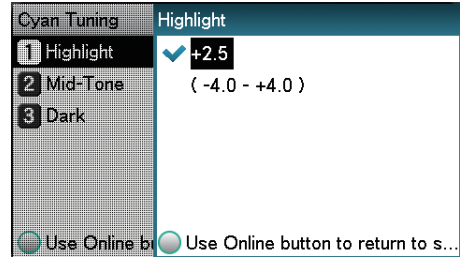 Cyan Tuning
1 Highlight
2 Mid-Tone
3 Dark
Use Online b
Highlight
+2.5
( -4.0 - +4.0 )
Use Online button to return to s...